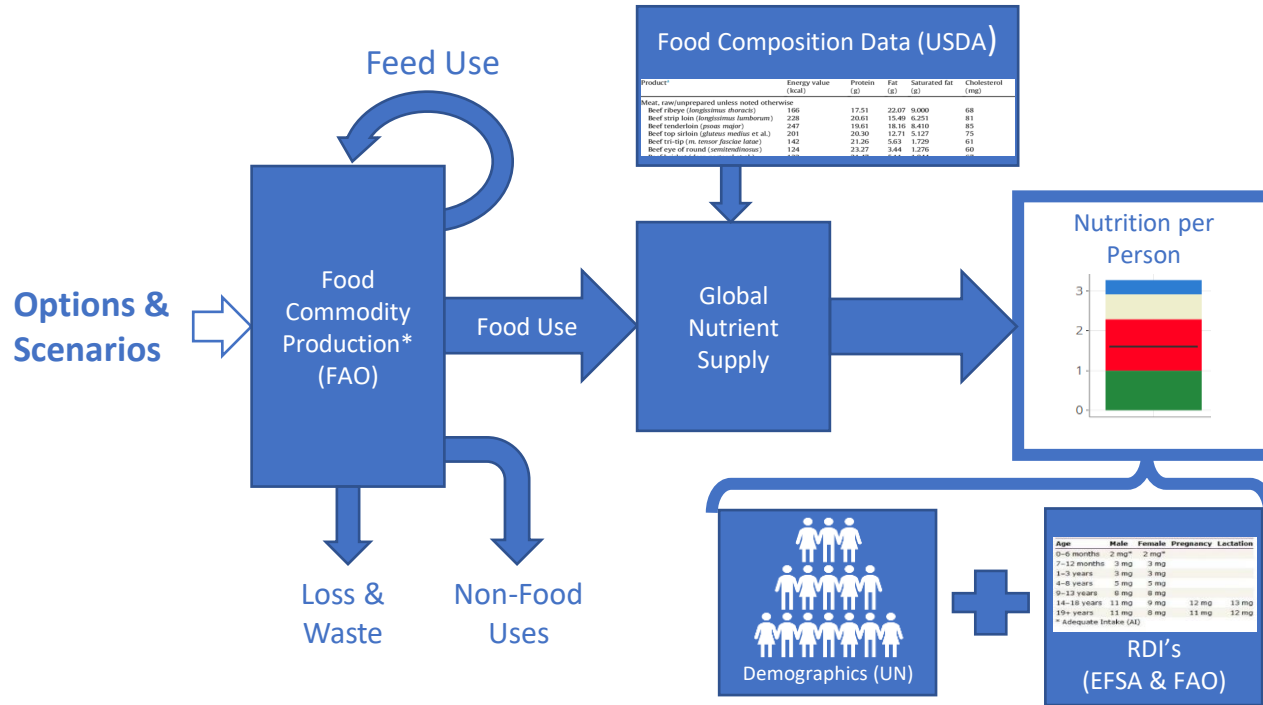 Food Composition Data (USDA)
Product* Energy value (kcal) Protein (g) Fat (g) Saturated fat (g) Cholesterol (mg)
Meat, raw/unprepared unless noted otherwise
Beef ribeye (longissimus thoracis) 166 17.51 22.07 9.000 68
Beef strip loin (longissimus lumborum) 228 20.61 15.49 6.251 81
Beef tenderloin (psoas major) 247 19.61 18.16 8.410 85
Beef top sirloin (gluteus medius et al.) 201 20.30 12.71 5.127 75
Beef tri-tip (m. tensor fasciae latae) 142 21.26 5.63 1.729 61
Beef eye of round (semitendinosus) 124 23.27 3.44 1.276 60
Feed Use
Options &
Scenarios
Food
Commodity
Production*
(FAO)
Food Use
Global
Nutrient
Supply
Nutrition per
Person
3
2
1
0
Loss &
Waste
Non-Food
Uses
Demographics (UN)
Age Male Female Pregnancy Lactation
0–6 months 2 mg* 2 mg*
7–12 months 3 mg 3 mg
1–3 years 3 mg 3 mg
4–8 years 5 mg 5 mg
9–13 years 8 mg 8 mg
14–18 years 11 mg 9 mg 12 mg 13 mg
19+ years 11 mg 8 mg 11 mg 12 mg
* Adequate Intake (AI)
RDI's
(EFSA & FAO)